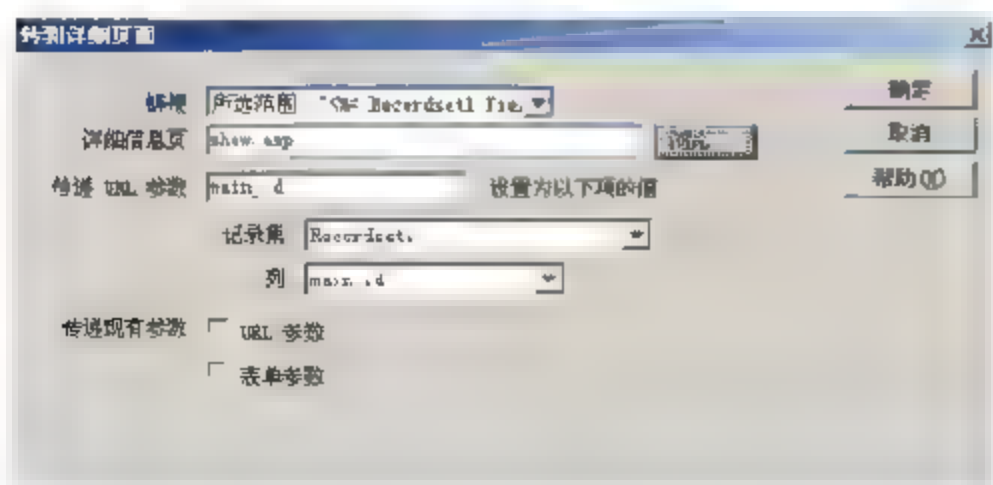 转到详细页面
链接 所选范围
确定
详细信息页 show.asp 浏览...
取消
传递 URL 参数 main_id 设置为以下项的值
帮助
记录集 Recordset1
列 main_id
传递现有参数 URL 参数
表单参数